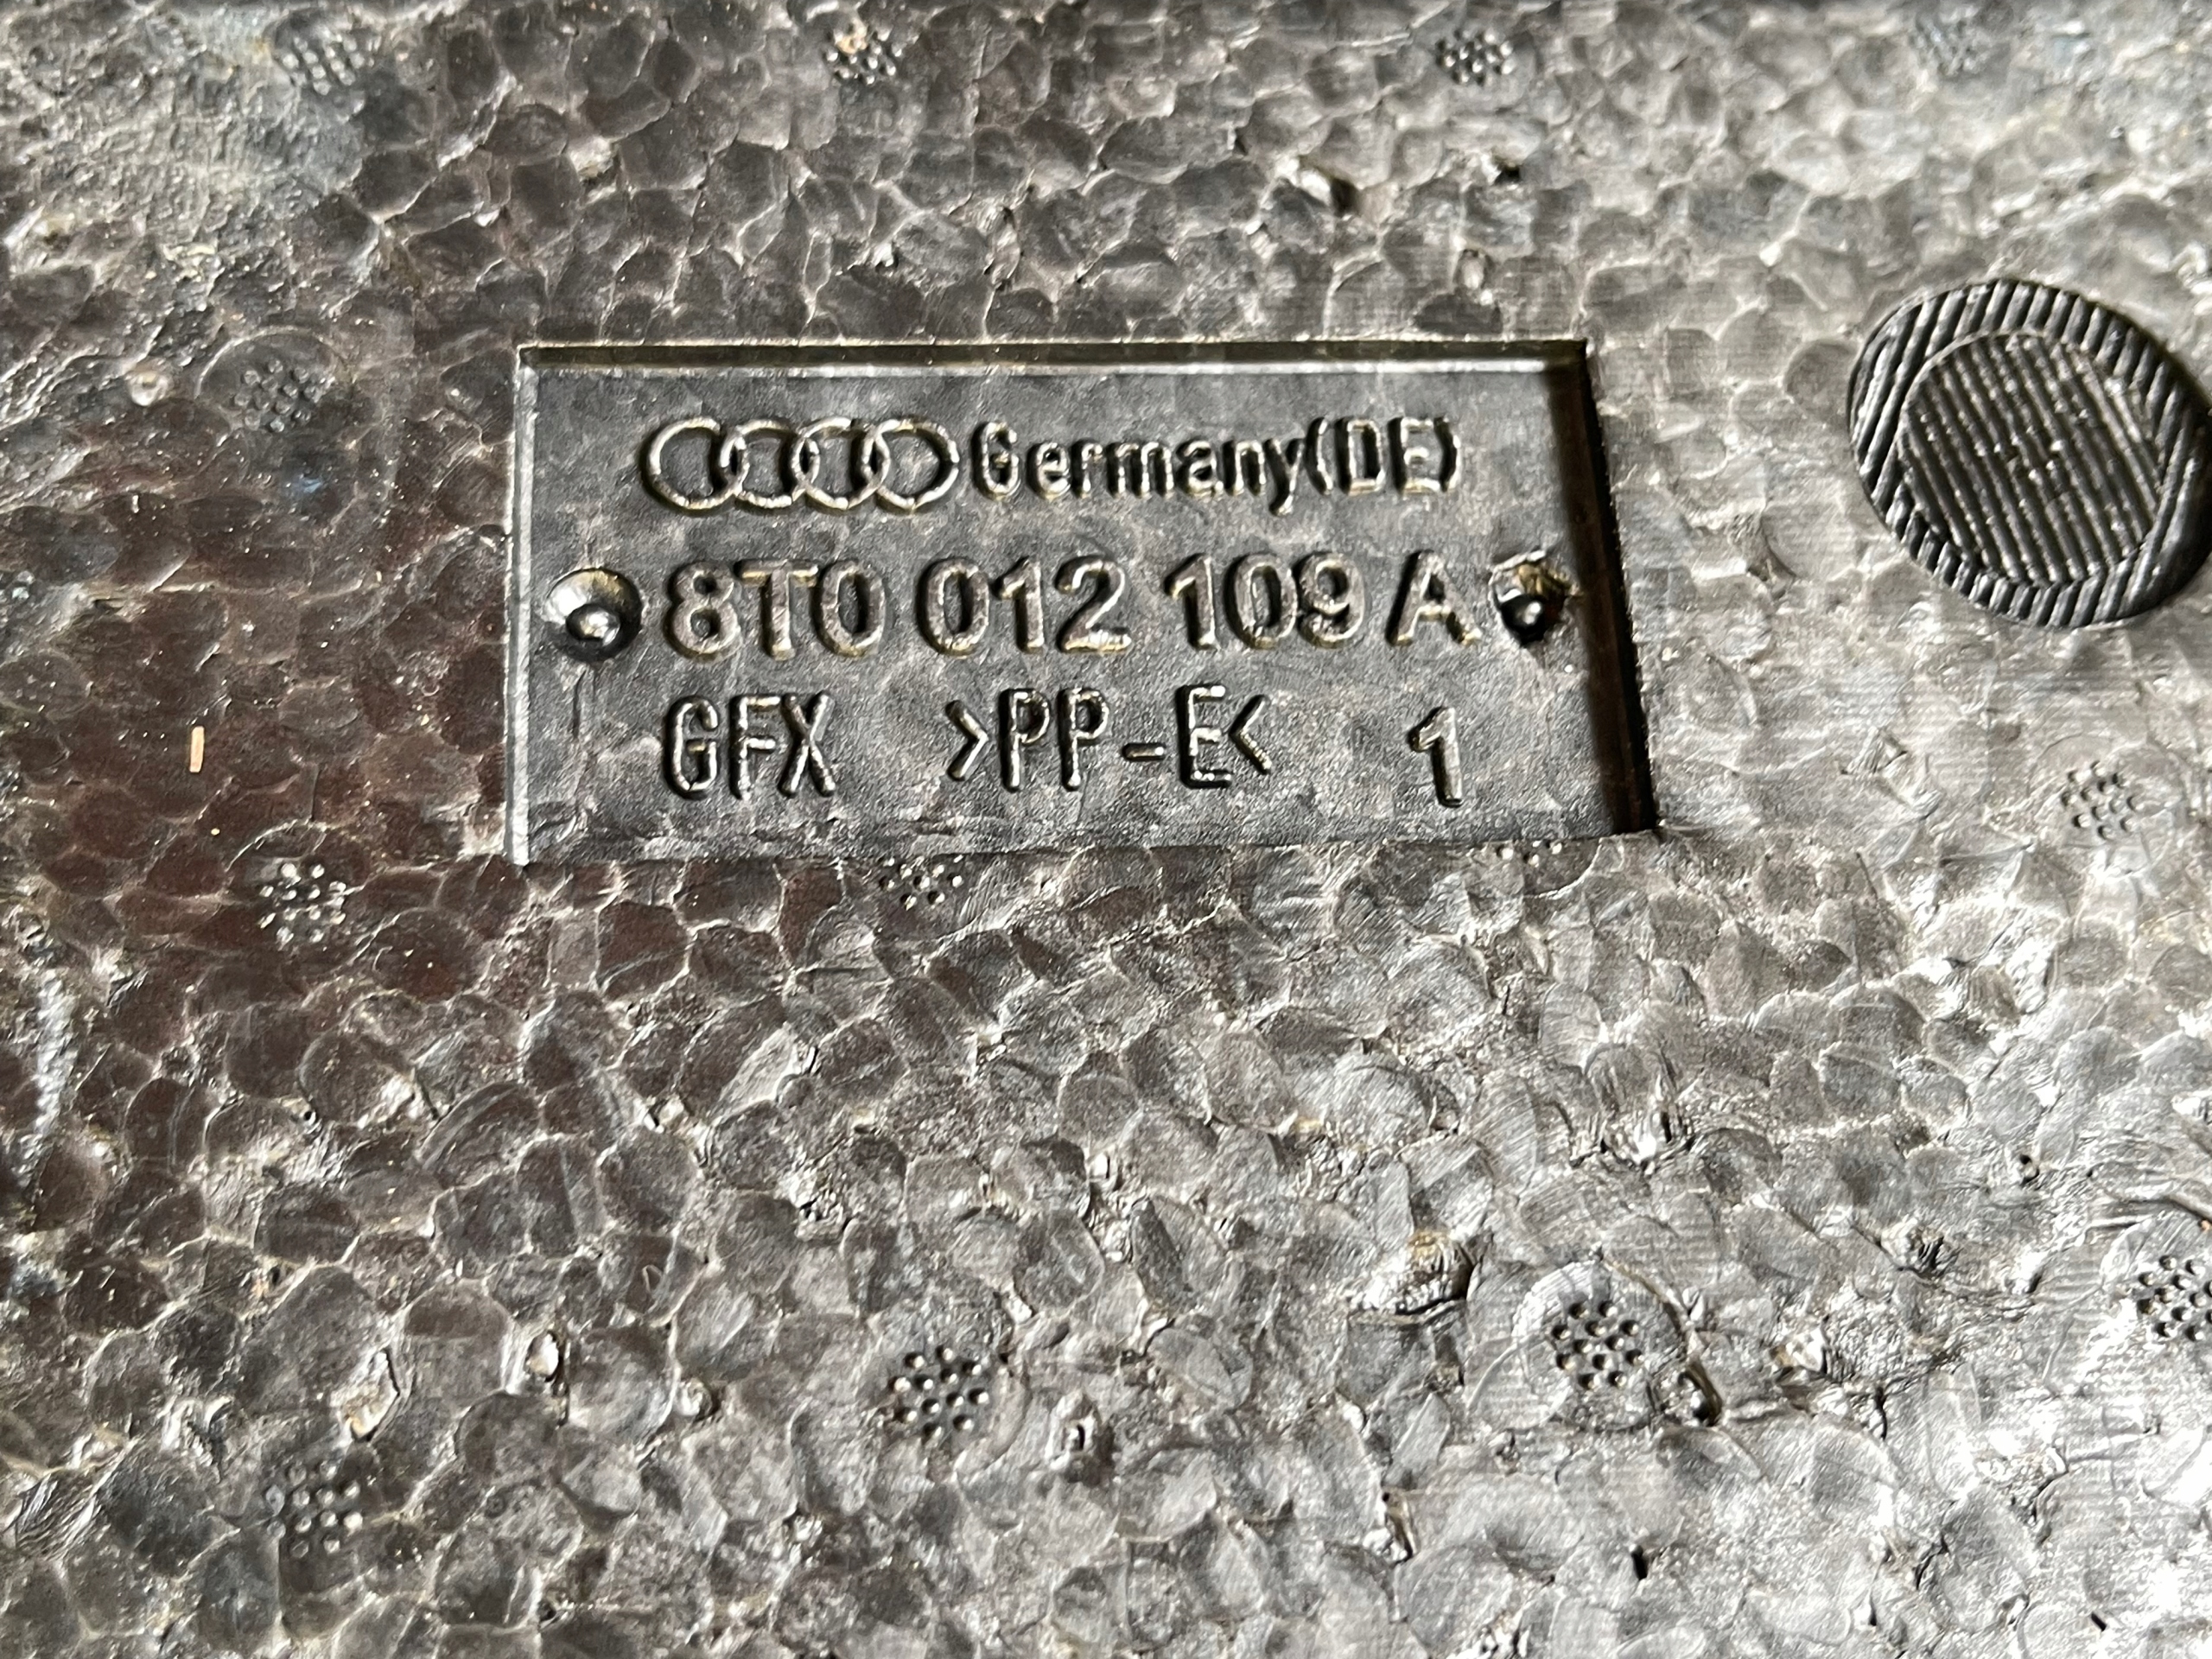 Germany(DE)
8T0 012 109 A
GFX >PP-E< 1